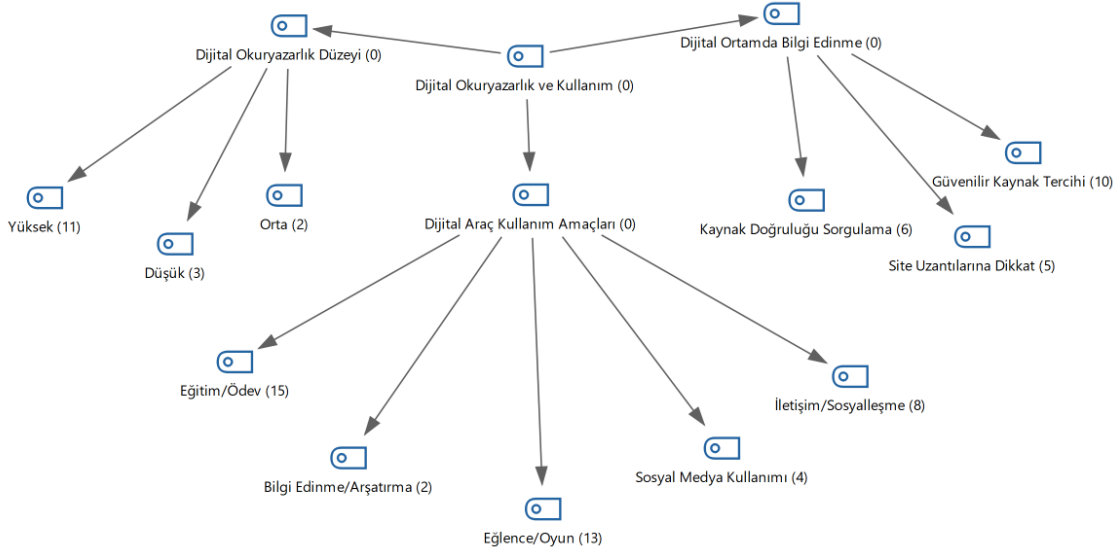 Dijital Okuryazarlık Düzeyi (0)
Dijital Okuryazarlık ve Kullanım (0)
Dijital Ortamda Bilgi Edinme (0)
Yüksek (11)
Düşük (3)
Orta (2)
Dijital Araç Kullanım Amaçları (0)
Kaynak Doğruluğu Sorgulama (6)
Site Uzantılarına Dikkat (5)
Güvenilir Kaynak Tercihi (10)
Eğitim/Ödev (15)
Bilgi Edinme/Arşatırma (2)
Eğlence/Oyun (13)
Sosyal Medya Kullanımı (4)
İletişim/Sosyalleşme (8)